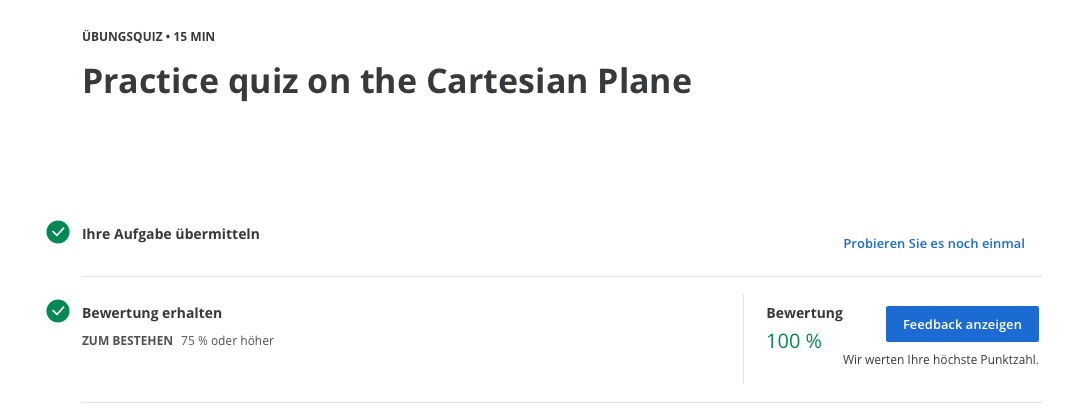 ÜBUNGSQUIZ • 15 MIN
Practice quiz on the Cartesian Plane
Ihre Aufgabe übermitteln
Probieren Sie es noch einmal
Bewertung erhalten
ZUM BESTEHEN 75 % oder höher
Bewertung
100 %
Feedback anzeigen
Wir werten Ihre höchste Punktzahl.